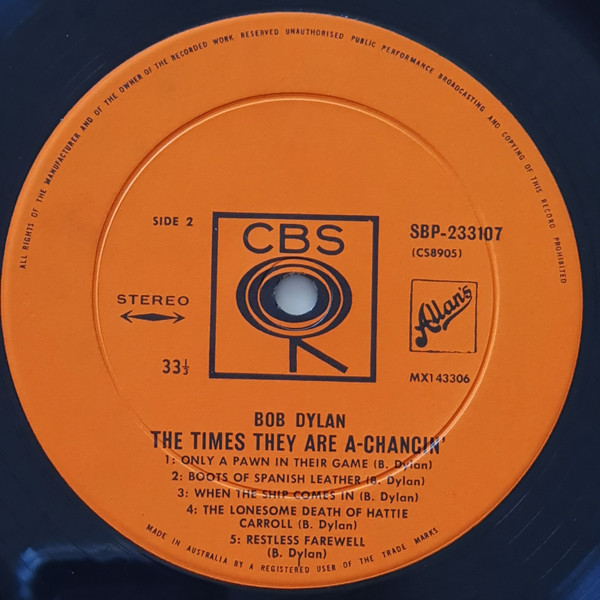 ALL RIGHTS OF THE MANUFACTURER AND OF THE OWNER OF THE RECORDED WORK RESERVED UNAUTHORISED PUBLIC PERFORMANCE BROADCASTING AND COPYING OF THIS RECORD PROHIBITED
SIDE 2
CBS
SBP-233107
(CS8905)
STEREO
Allan's
33⅓
MX143306
BOB DYLAN
THE TIMES THEY ARE A-CHANGIN'
1: ONLY A PAWN IN THEIR GAME (B. Dylan)
2: BOOTS OF SPANISH LEATHER (B. Dylan)
3: WHEN THE SHIP COMES IN (B. Dylan)
4: THE LONESOME DEATH OF HATTIE
CARROLL (B. Dylan)
5: RESTLESS FAREWELL
(B. Dylan)
MADE IN AUSTRALIA BY A REGISTERED USER OF THE TRADE MARKS